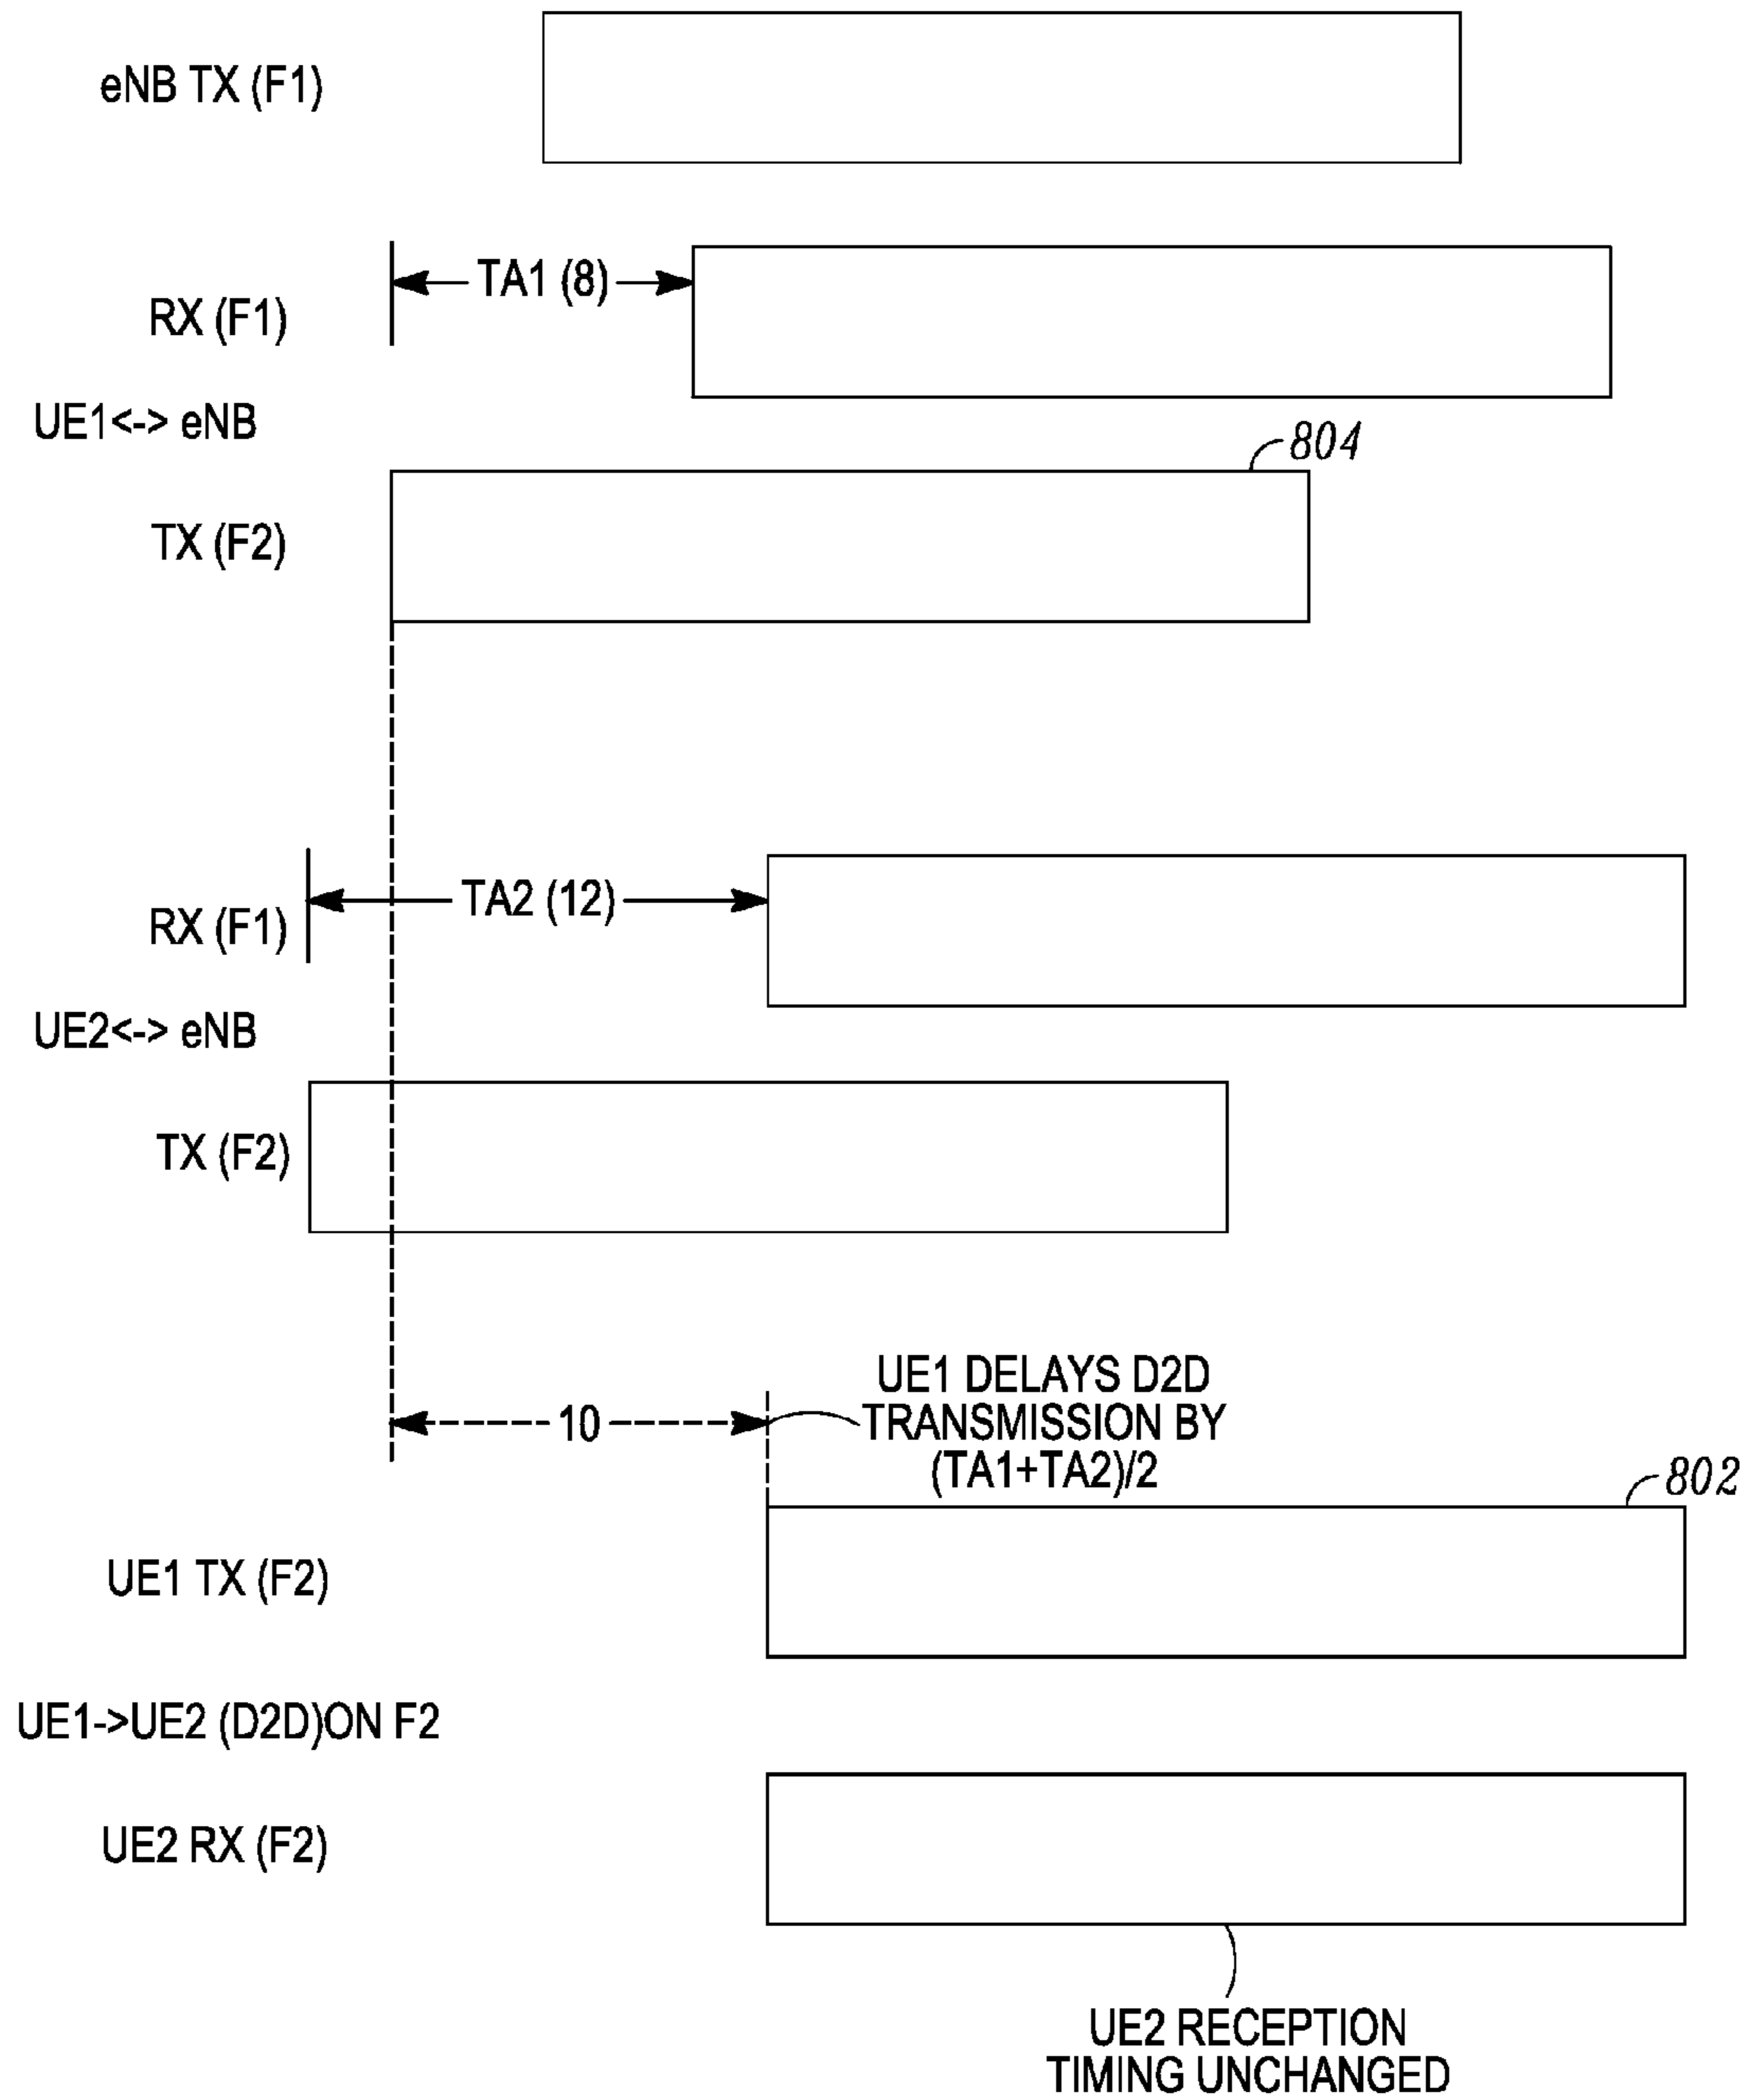 eNB TX (F1)
TA1 (8)
RX (F1)
UE1<-> eNB
804
TX (F2)
TA2 (12)
RX (F1)
UE2<-> eNB
TX (F2)
UE1 DELAYS D2D
TRANSMISSION BY
(TA1+TA2)/2
10
802
UE1 TX (F2)
UE1->UE2 (D2D)ON F2
UE2 RX (F2)
UE2 RECEPTION
TIMING UNCHANGED